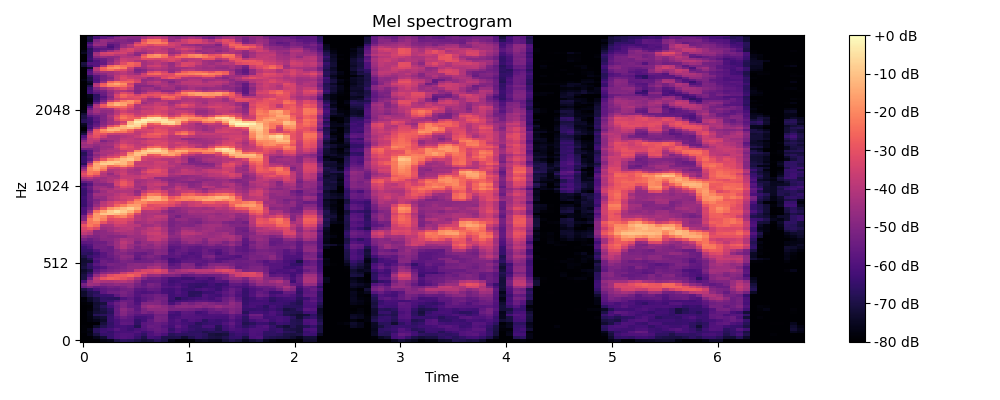 Mel spectrogram
+0 dB
-10 dB
-20 dB
-30 dB
-40 dB
-50 dB
-60 dB
-70 dB
-80 dB
Hz
2048
1024
512
0
0 1 2 3 4 5 6
Time